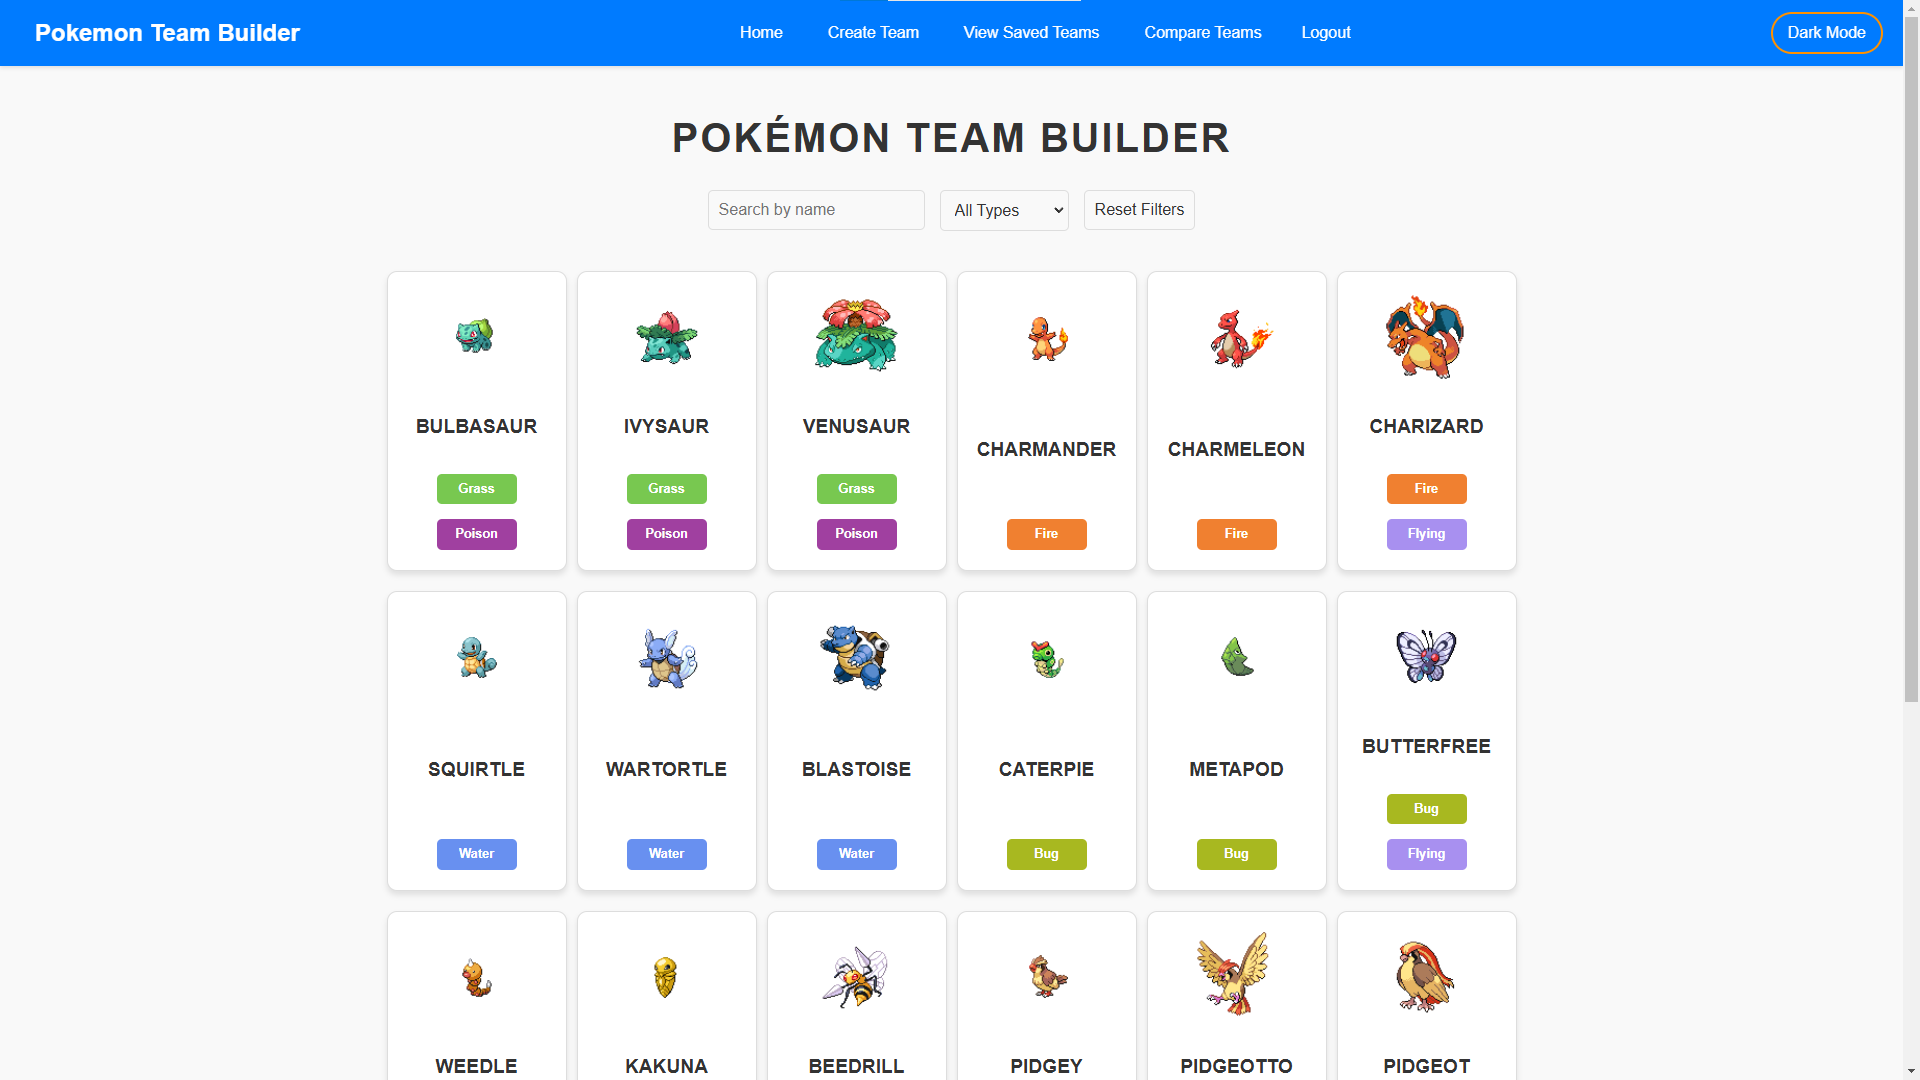 Pokemon Team Builder
Home
Create Team
View Saved Teams
Compare Teams
Logout
Dark Mode
POKÉMON TEAM BUILDER
Search by name
All Types
Reset Filters
BULBASAUR
Grass
Poison
IVYSAUR
Grass
Poison
VENUSAUR
Grass
Poison
CHARMANDER
Fire
CHARMELEON
Fire
CHARIZARD
Fire
Flying
SQUIRTLE
Water
WARTORTLE
Water
BLASTOISE
Water
CATERPIE
Bug
METAPOD
Bug
BUTTERFREE
Bug
Flying
WEEDLE
KAKUNA
BEEDRILL
PIDGEY
PIDGEOTTO
PIDGEOT